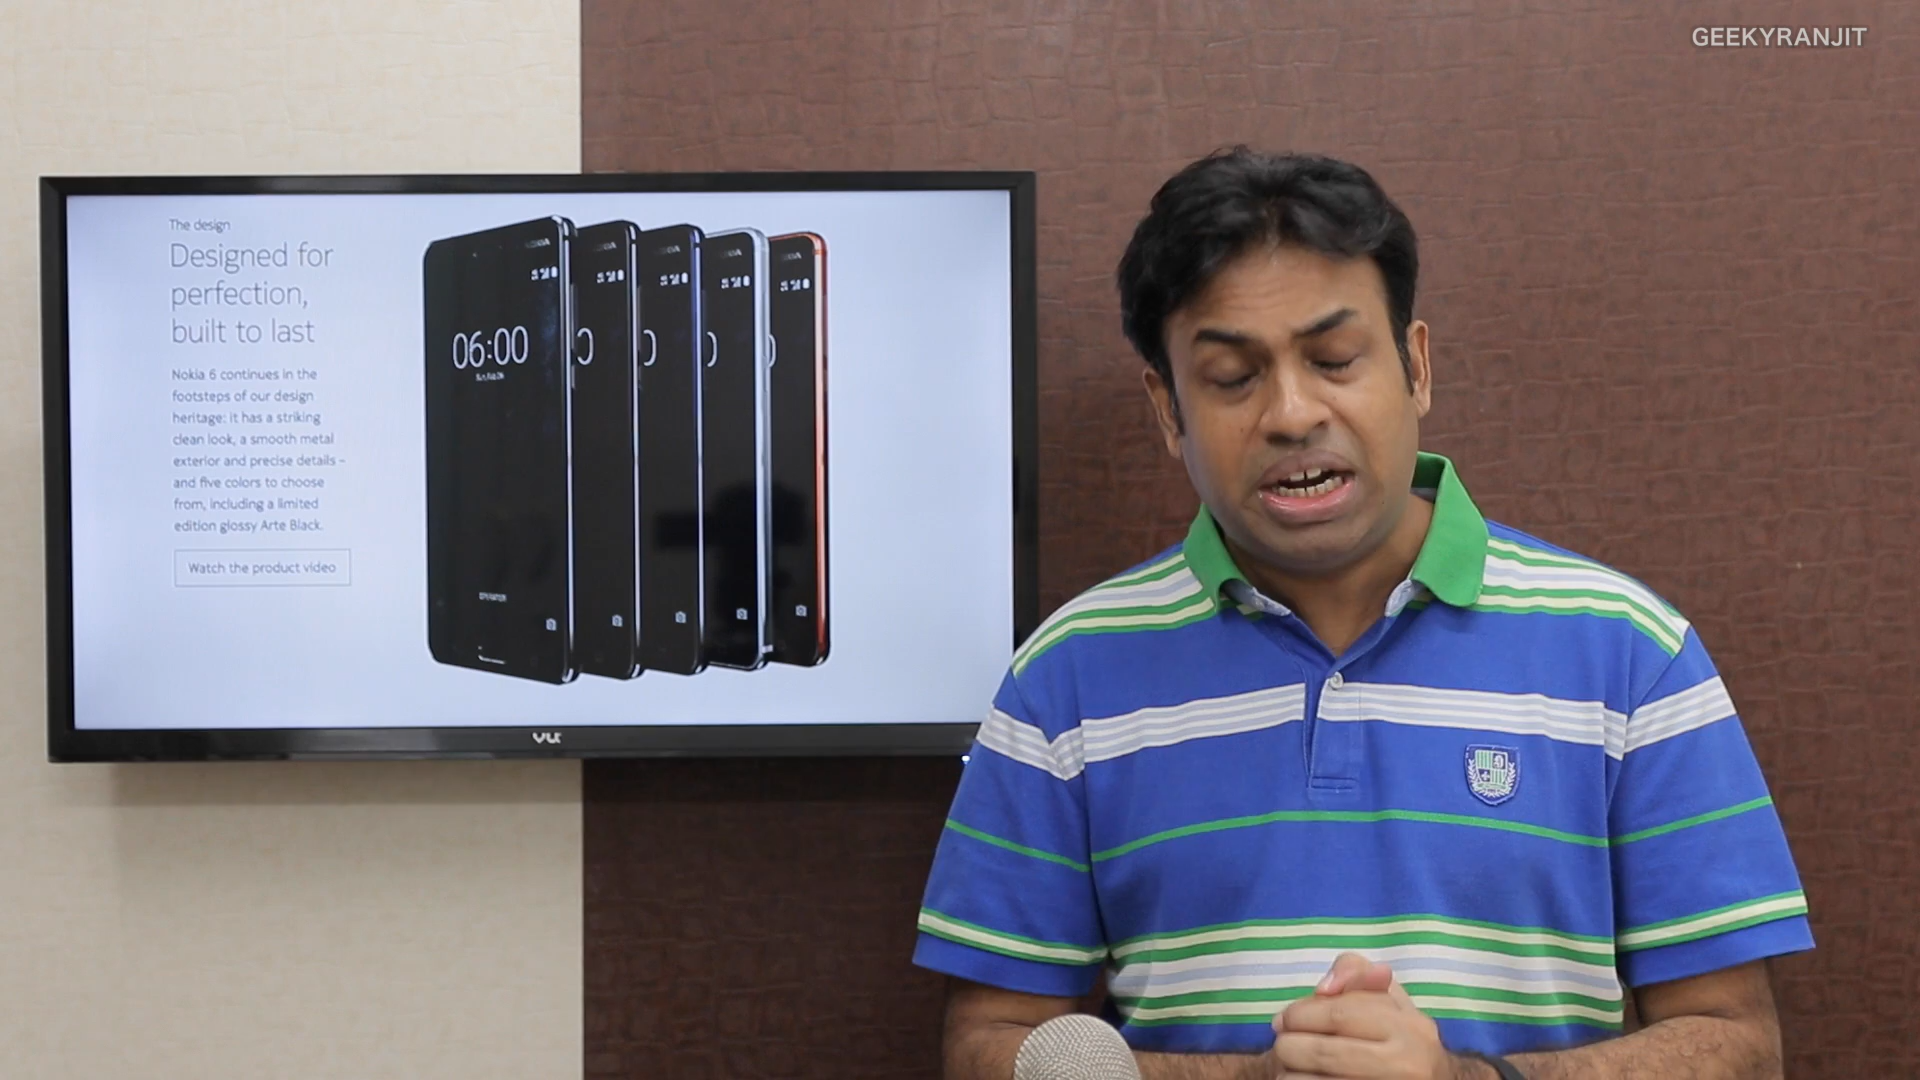 GEEKYRANJIT
The design
Designed for
perfection,
built to last
Nokia 6 continues in the
footsteps of our design
heritage: it has a striking
clean look, a smooth metal
exterior and precise details –
and five colors to choose
from, including a limited
edition glossy Arte Black.
Watch the product video
06:00
Vu